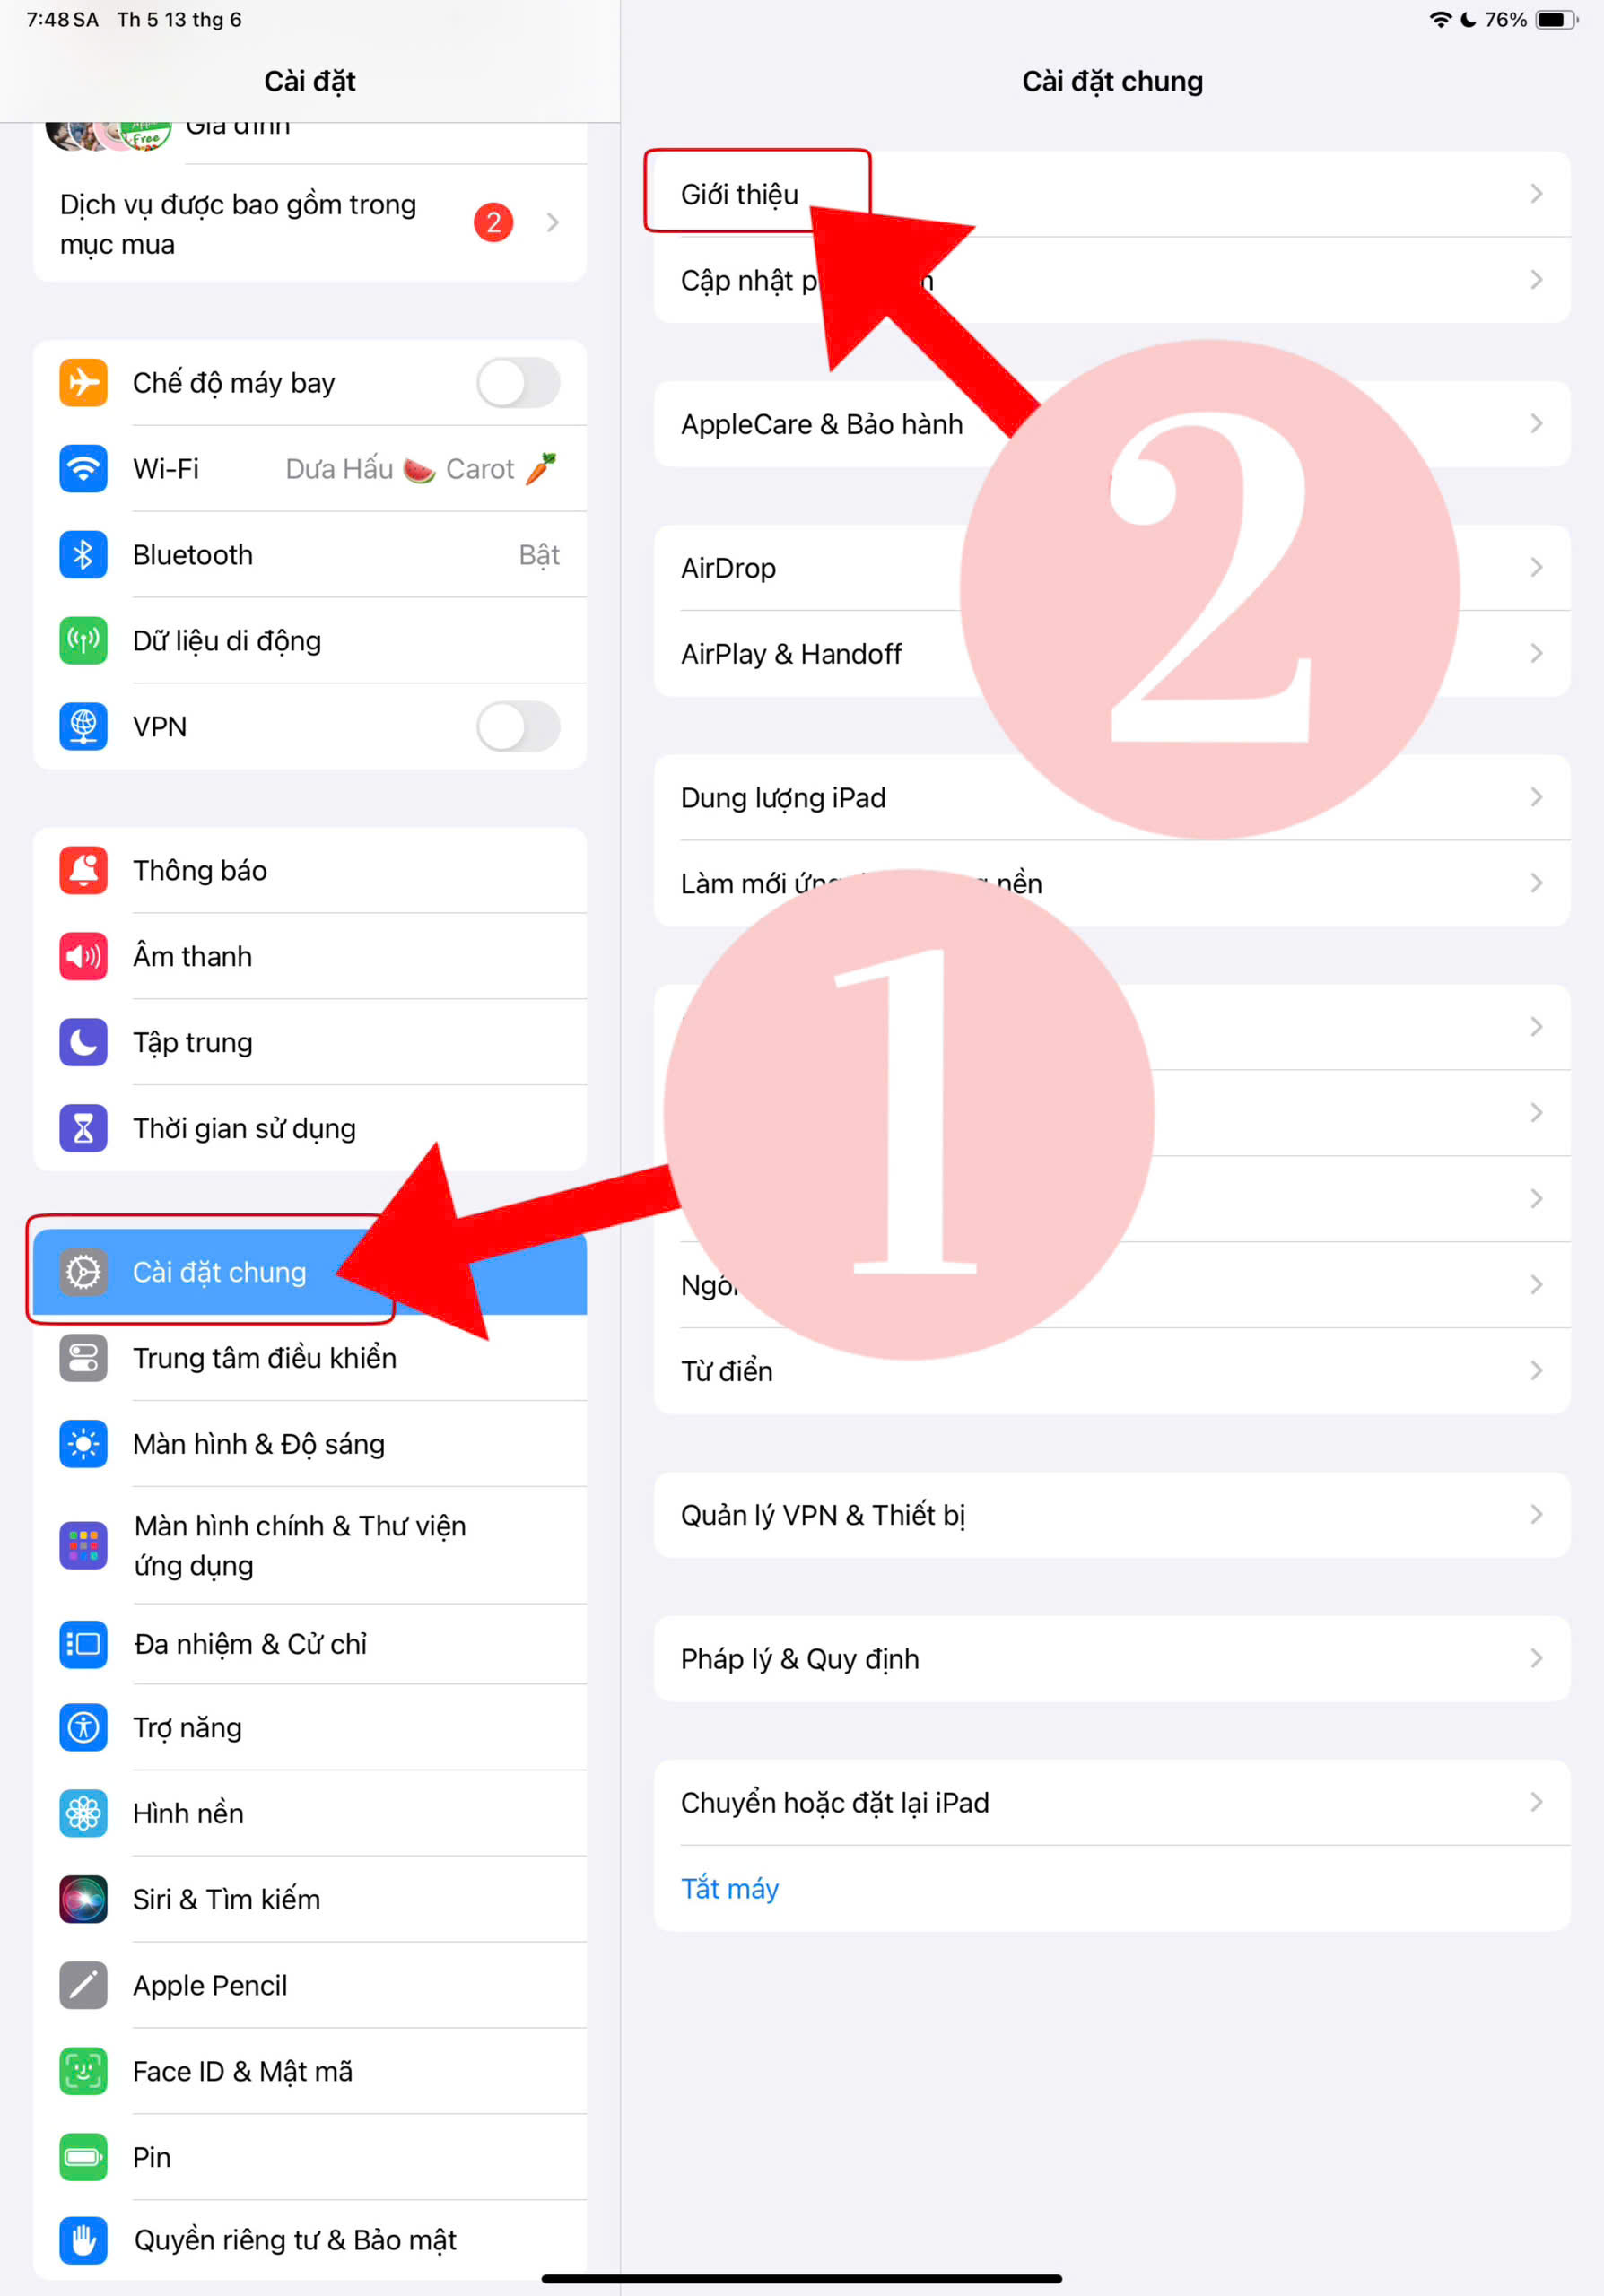 7:48 SA Th 5 13 thg 6
76%
Cài đặt
Gia đình
Free
Dịch vụ được bao gồm trong
mục mua
2
Chế độ máy bay
Wi-Fi Dưa Hấu 🍉 Carot 🥕
Bluetooth Bật
Dữ liệu di động
VPN
Thông báo
Âm thanh
Tập trung
Thời gian sử dụng
Cài đặt chung
Trung tâm điều khiển
Màn hình & Độ sáng
Màn hình chính & Thư viện
ứng dụng
Đa nhiệm & Cử chỉ
Trợ năng
Hình nền
Siri & Tìm kiếm
Apple Pencil
Face ID & Mật mã
Pin
Quyền riêng tư & Bảo mật
Cài đặt chung
Giới thiệu
Cập nhật
AppleCare & Bảo hành
AirDrop
AirPlay & Handoff
2
Dung lượng iPad
Làm mới nền
1
Từ điển
Quản lý VPN & Thiết bị
Pháp lý & Quy định
Chuyển hoặc đặt lại iPad
Tắt máy